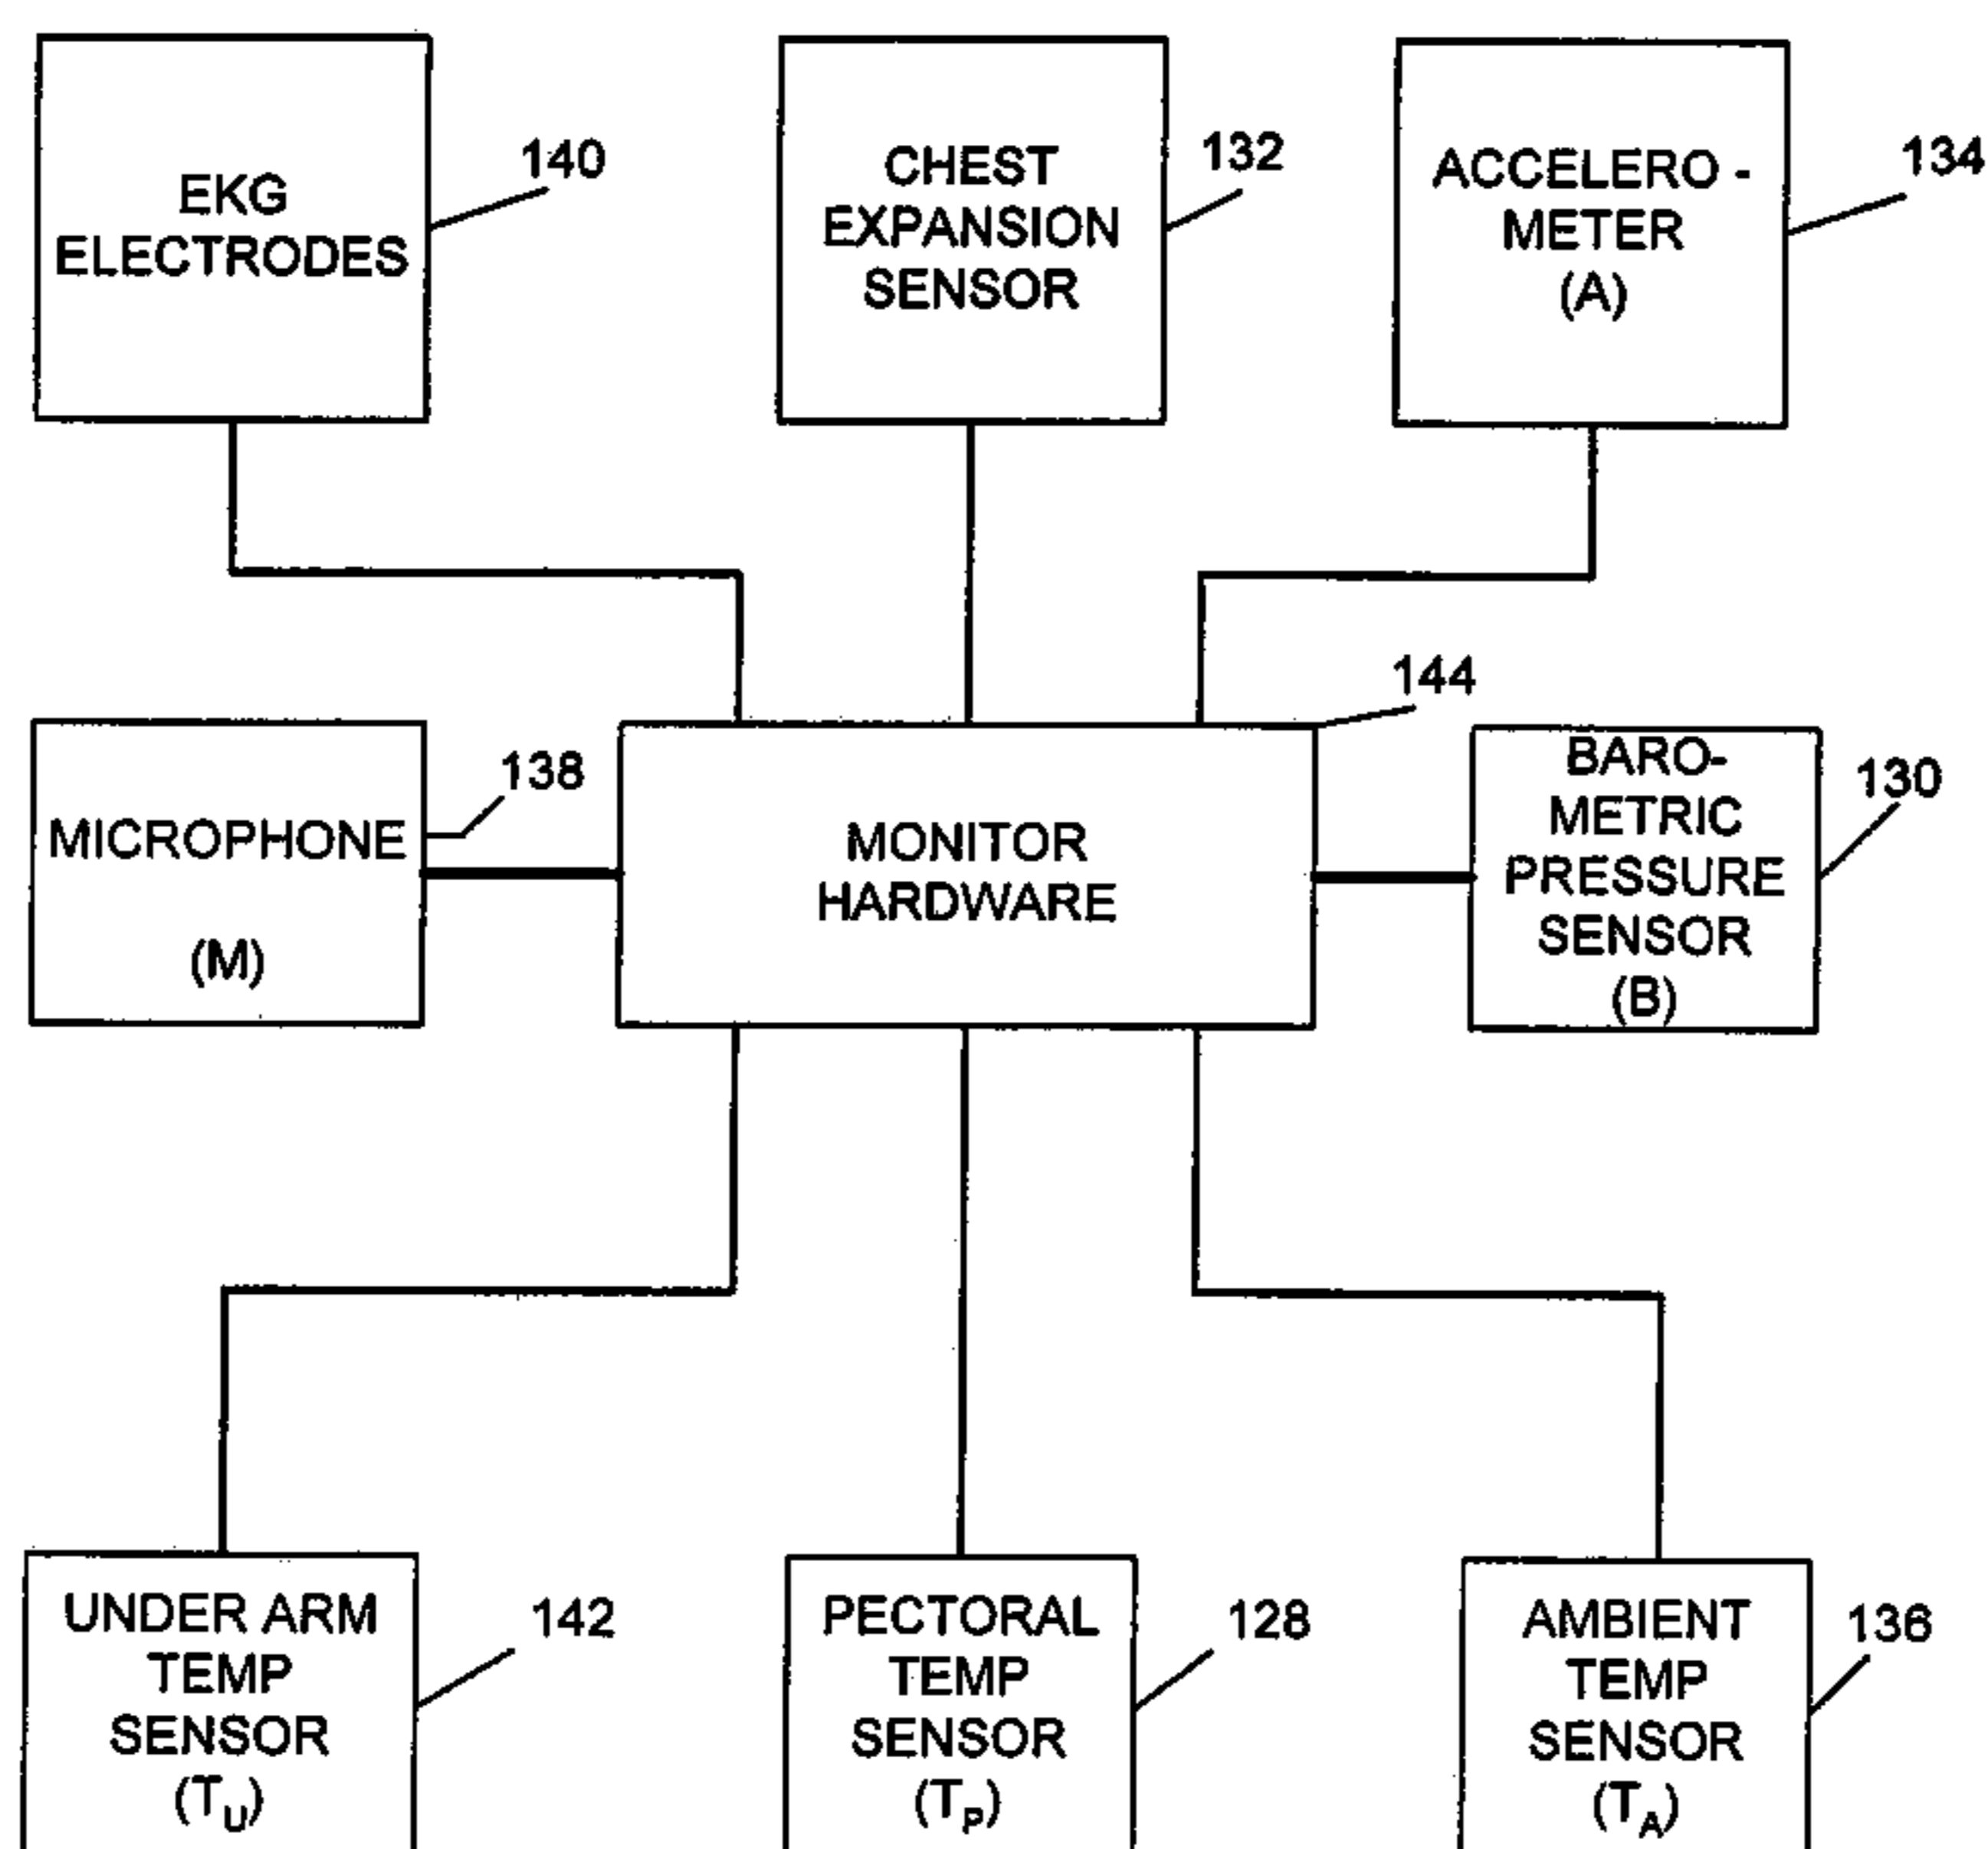 EKG
ELECTRODES
140
CHEST
EXPANSION
SENSOR
132
ACCELERO -
METER
(A)
134
MICROPHONE
(M)
138
MONITOR
HARDWARE
144
BARO-
METRIC
PRESSURE
SENSOR
(B)
130
UNDER ARM
TEMP
SENSOR
(TU)
142
PECTORAL
TEMP
SENSOR
(TP)
128
AMBIENT
TEMP
SENSOR
(TA)
136